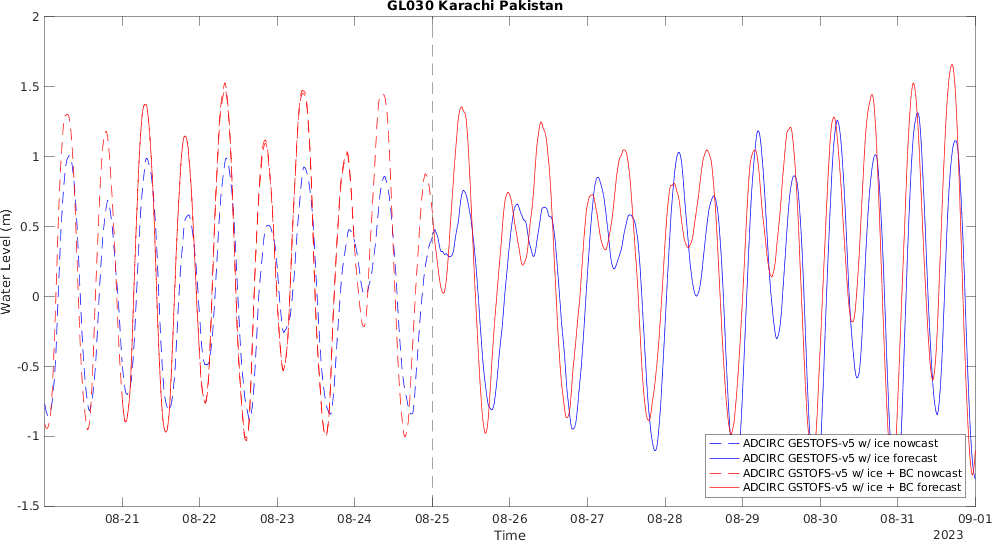 GL030 Karachi Pakistan
Water Level (m)
2
1.5
1
0.5
0
-0.5
-1
-1.5
ADCIRC GESTOFS-v5 w/ ice nowcast
ADCIRC GESTOFS-v5 w/ ice forecast
ADCIRC GSTOFS-v5 w/ ice + BC nowcast
ADCIRC GSTOFS-v5 w/ ice + BC forecast
08-21 08-22 08-23 08-24 08-25 08-26 08-27 08-28 08-29 08-30 08-31 09-01
Time
2023